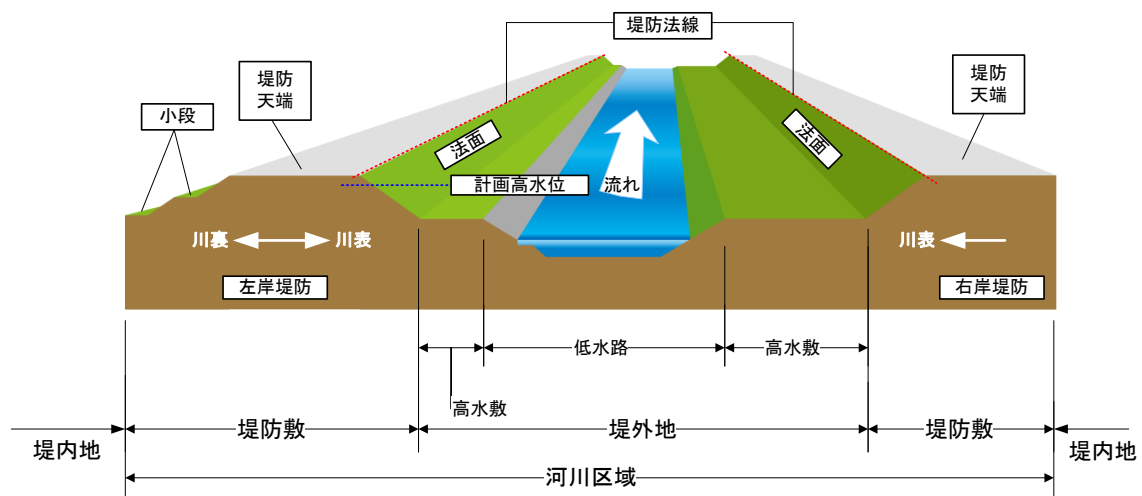 堤防法線
堤防
天端
堤防
天端
小段
法面
法面
計画高水位
流れ
川裏
川表
川表
左岸堤防
右岸堤防
低水路
高水敷
高水敷
堤防敷
堤外地
堤防敷
堤内地
堤内地
河川区域